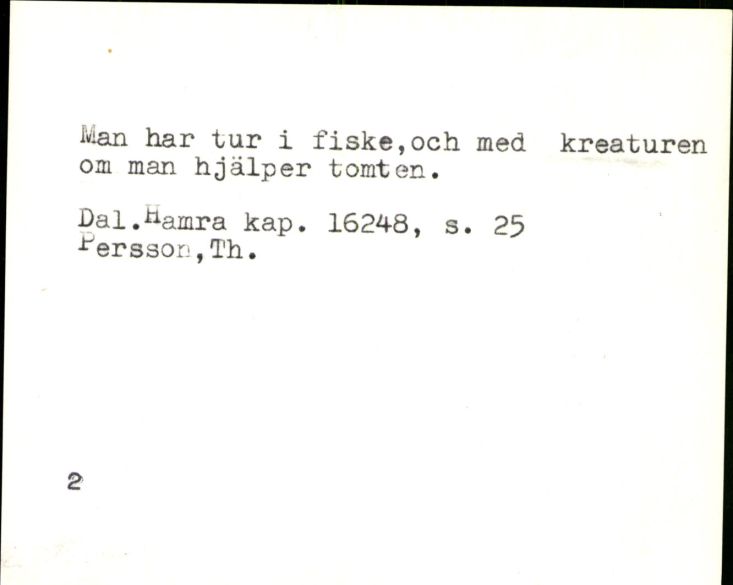 Man har tur i fiske,och med  kreaturen
om man hjälper tomten.
Dal.Hamra kap. 16248, s. 25
Persson,Th.
2